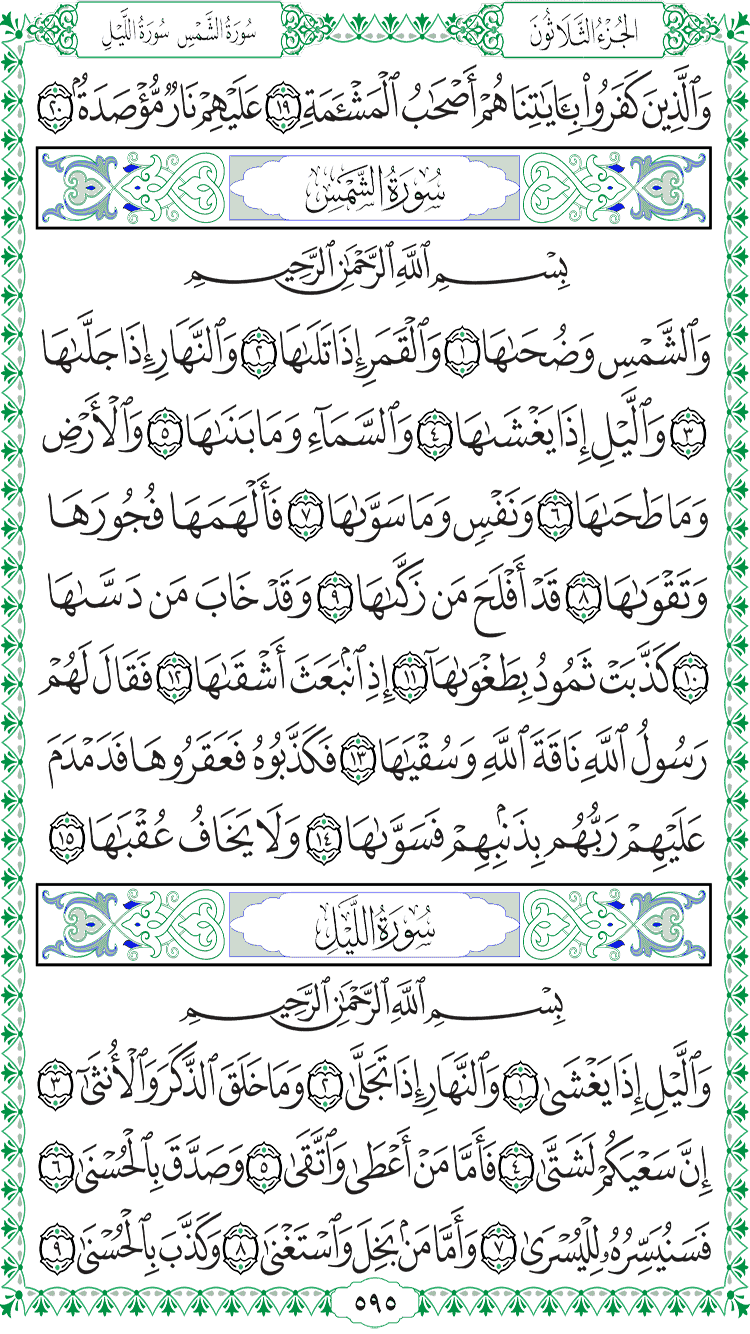 الجُزْءُ الثَّلَاثُونَ سُورَةُ الشَّمْسِ سُورَةُ اللَّيْلِ
وَٱلَّذِينَ كَفَرُوا۟ بِـَٔايَـٰتِنَا هُمْ أَصْحَـٰبُ ٱلْمَشْـَٔمَةِ ١٩ عَلَيْهِمْ نَارٌ مُّؤْصَدَةٌۢ ٢٠
سُورَةُ الشَّمْسِ
بِسْمِ ٱللَّهِ ٱلرَّحْمَـٰنِ ٱلرَّحِيمِ
وَٱلشَّمْسِ وَضُحَىٰهَا ١ وَٱلْقَمَرِ إِذَا تَلَىٰهَا ٢ وَٱلنَّهَارِ إِذَا جَلَّىٰهَا
٣ وَٱلَّيْلِ إِذَا يَغْشَىٰهَا ٤ وَٱلسَّمَآءِ وَمَا بَنَىٰهَا ٥ وَٱلْأَرْضِ
وَمَا طَحَىٰهَا ٦ وَنَفْسٍ وَمَا سَوَّىٰهَا ٧ فَأَلْهَمَهَا فُجُورَهَا
وَتَقْوَىٰهَا ٨ قَدْ أَفْلَحَ مَن زَكَّىٰهَا ٩ وَقَدْ خَابَ مَن دَسَّىٰهَا
١٠ كَذَّبَتْ ثَمُودُ بِطَغْوَىٰهَآ ١١ إِذِ ٱنۢبَعَثَ أَشْقَىٰهَا ١٢ فَقَالَ لَهُمْ
رَسُولُ ٱللَّهِ نَاقَةَ ٱللَّهِ وَسُقْيَـٰهَا ١٣ فَكَذَّبُوهُ فَعَقَرُوهَا فَدَمْدَمَ
عَلَيْهِمْ رَبُّهُم بِذَنۢبِهِمْ فَسَوَّىٰهَا ١٤ وَلَا يَخَافُ عُقْبَـٰهَا ١٥
سُورَةُ اللَّيْلِ
بِسْمِ ٱللَّهِ ٱلرَّحْمَـٰنِ ٱلرَّحِيمِ
وَٱلَّيْلِ إِذَا يَغْشَىٰ ١ وَٱلنَّهَارِ إِذَا تَجَلَّىٰ ٢ وَمَا خَلَقَ ٱلذَّكَرَ وَٱلْأُنثَىٰٓ ٣
إِنَّ سَعْيَكُمْ لَشَتَّىٰ ٤ فَأَمَّا مَنْ أَعْطَىٰ وَٱتَّقَىٰ ٥ وَصَدَّقَ بِٱلْحُسْنَىٰ ٦
فَسَنُيَسِّرُهُۥ لِلْيُسْرَىٰ ٧ وَأَمَّا مَنۢ بَخِلَ وَٱسْتَغْنَىٰ ٨ وَكَذَّبَ بِٱلْحُسْنَىٰ ٩
٥٩٥